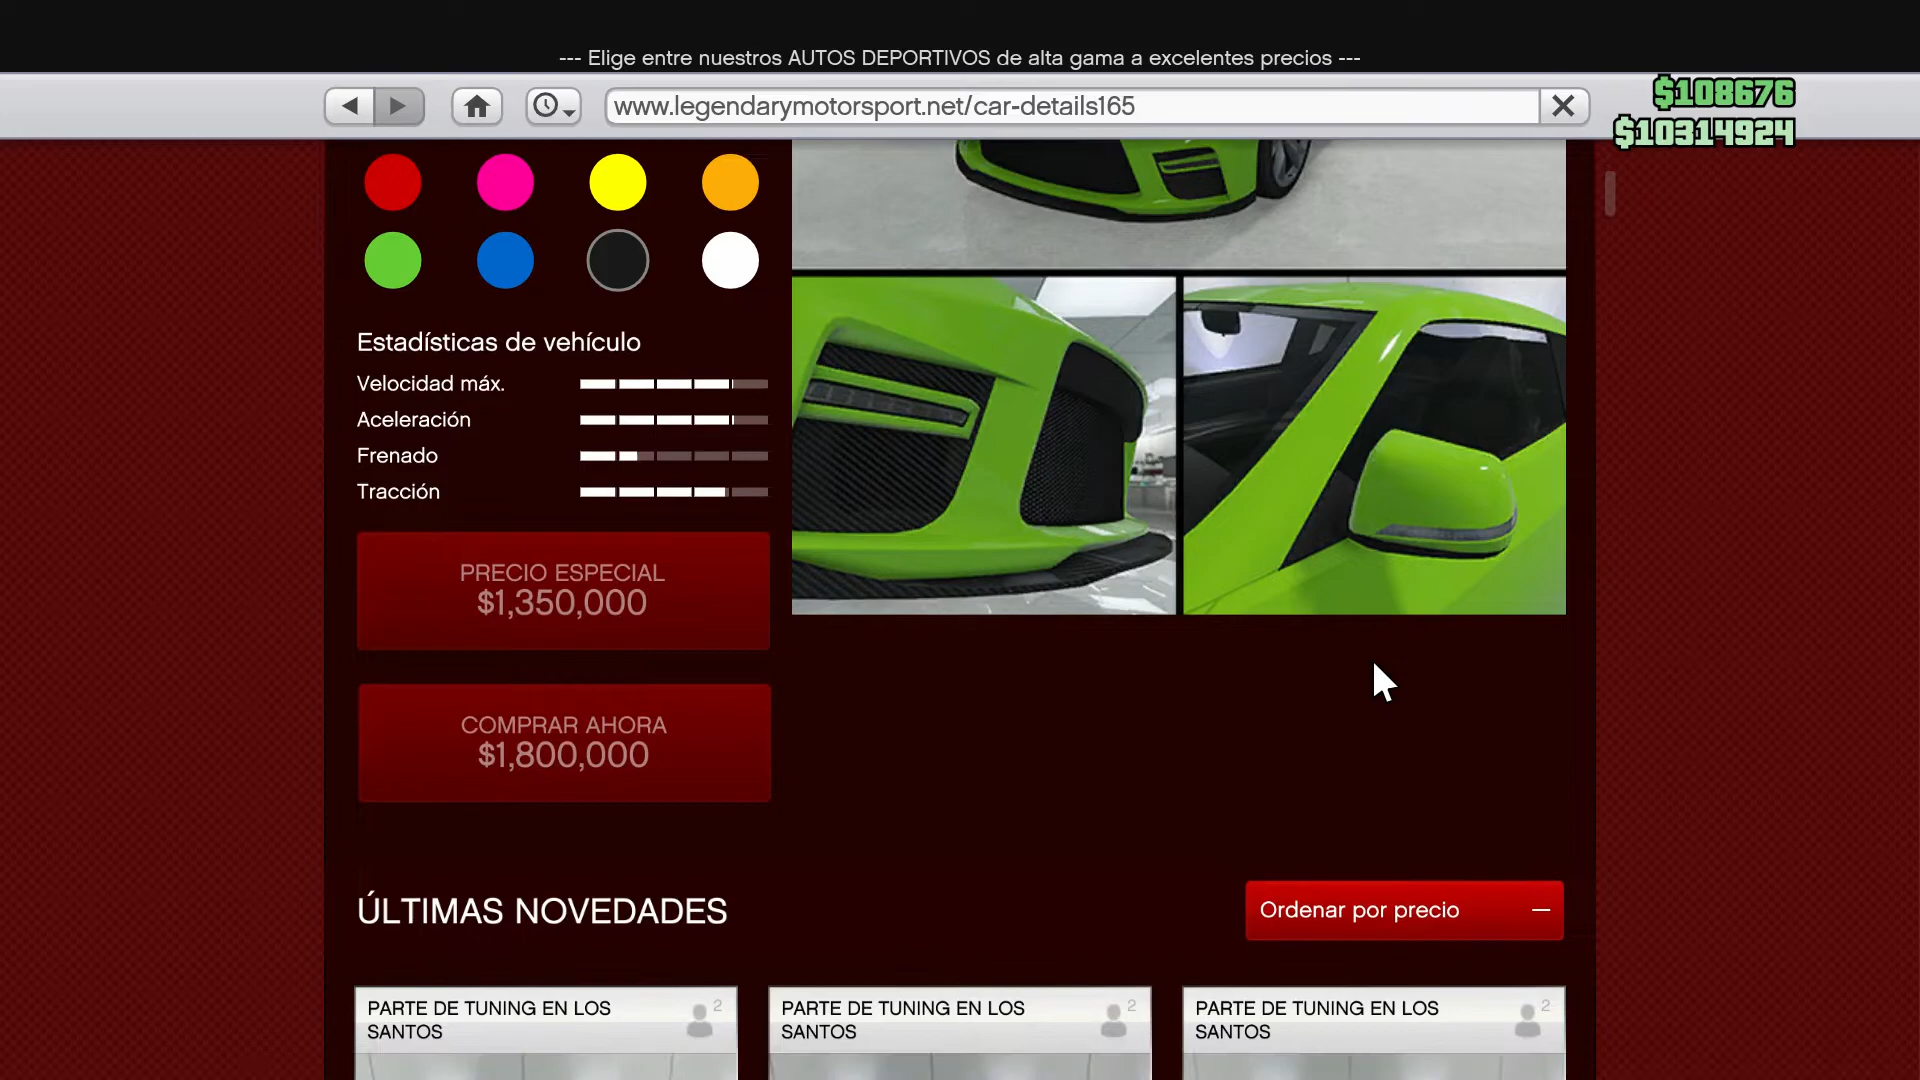 --- Elige entre nuestros AUTOS DEPORTIVOS de alta gama a excelentes precios ---
www.legendarymotorsport.net/car-details165
$108676
$10314924
Estadísticas de vehículo
Velocidad máx.
Aceleración
Frenado
Tracción
PRECIO ESPECIAL
$1,350,000
COMPRAR AHORA
$1,800,000
ÚLTIMAS NOVEDADES
Ordenar por precio
PARTE DE TUNING EN LOS
SANTOS
2
PARTE DE TUNING EN LOS
SANTOS
2
PARTE DE TUNING EN LOS
SANTOS
2